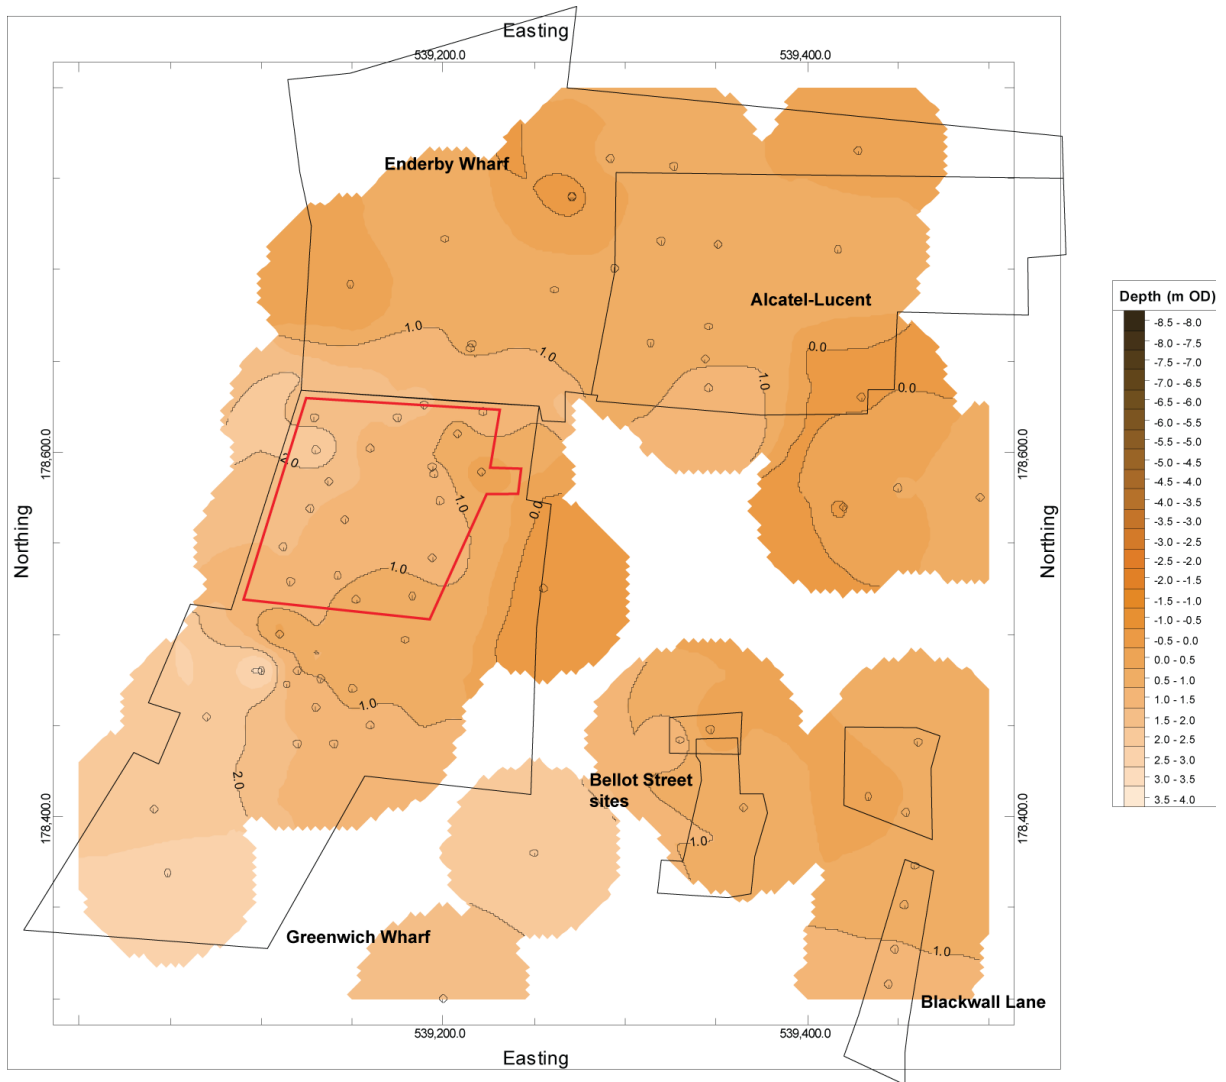 Easting
539,200.0
539,400.0
Enderby Wharf
Depth (m OD)
-8.5 - -8.0
-8.0 - -7.5
-7.5 - -7.0
-7.0 - -6.5
-6.5 - -6.0
-6.0 - -5.5
-5.5 - -5.0
-5.0 - -4.5
-4.5 - -4.0
-4.0 - -3.5
-3.5 - -3.0
-3.0 - -2.5
-2.5 - -2.0
-2.0 - -1.5
-1.5 - -1.0
-1.0 - -0.5
-0.5 - 0.0
0.0 - 0.5
0.5 - 1.0
1.0 - 1.5
1.5 - 2.0
2.0 - 2.5
2.5 - 3.0
3.0 - 3.5
3.5 - 4.0
Alcatel-Lucent
1.0
1.0
0.0
1.0
0.0
178,600.0
178,600.0
2.0
1.0
0.0
Northing
Northing
1.0
1.0
2.0
Bellot Street
sites
178,400.0
178,400.0
1.0
Greenwich Wharf
1.0
Blackwall Lane
539,200.0
539,400.0
Easting